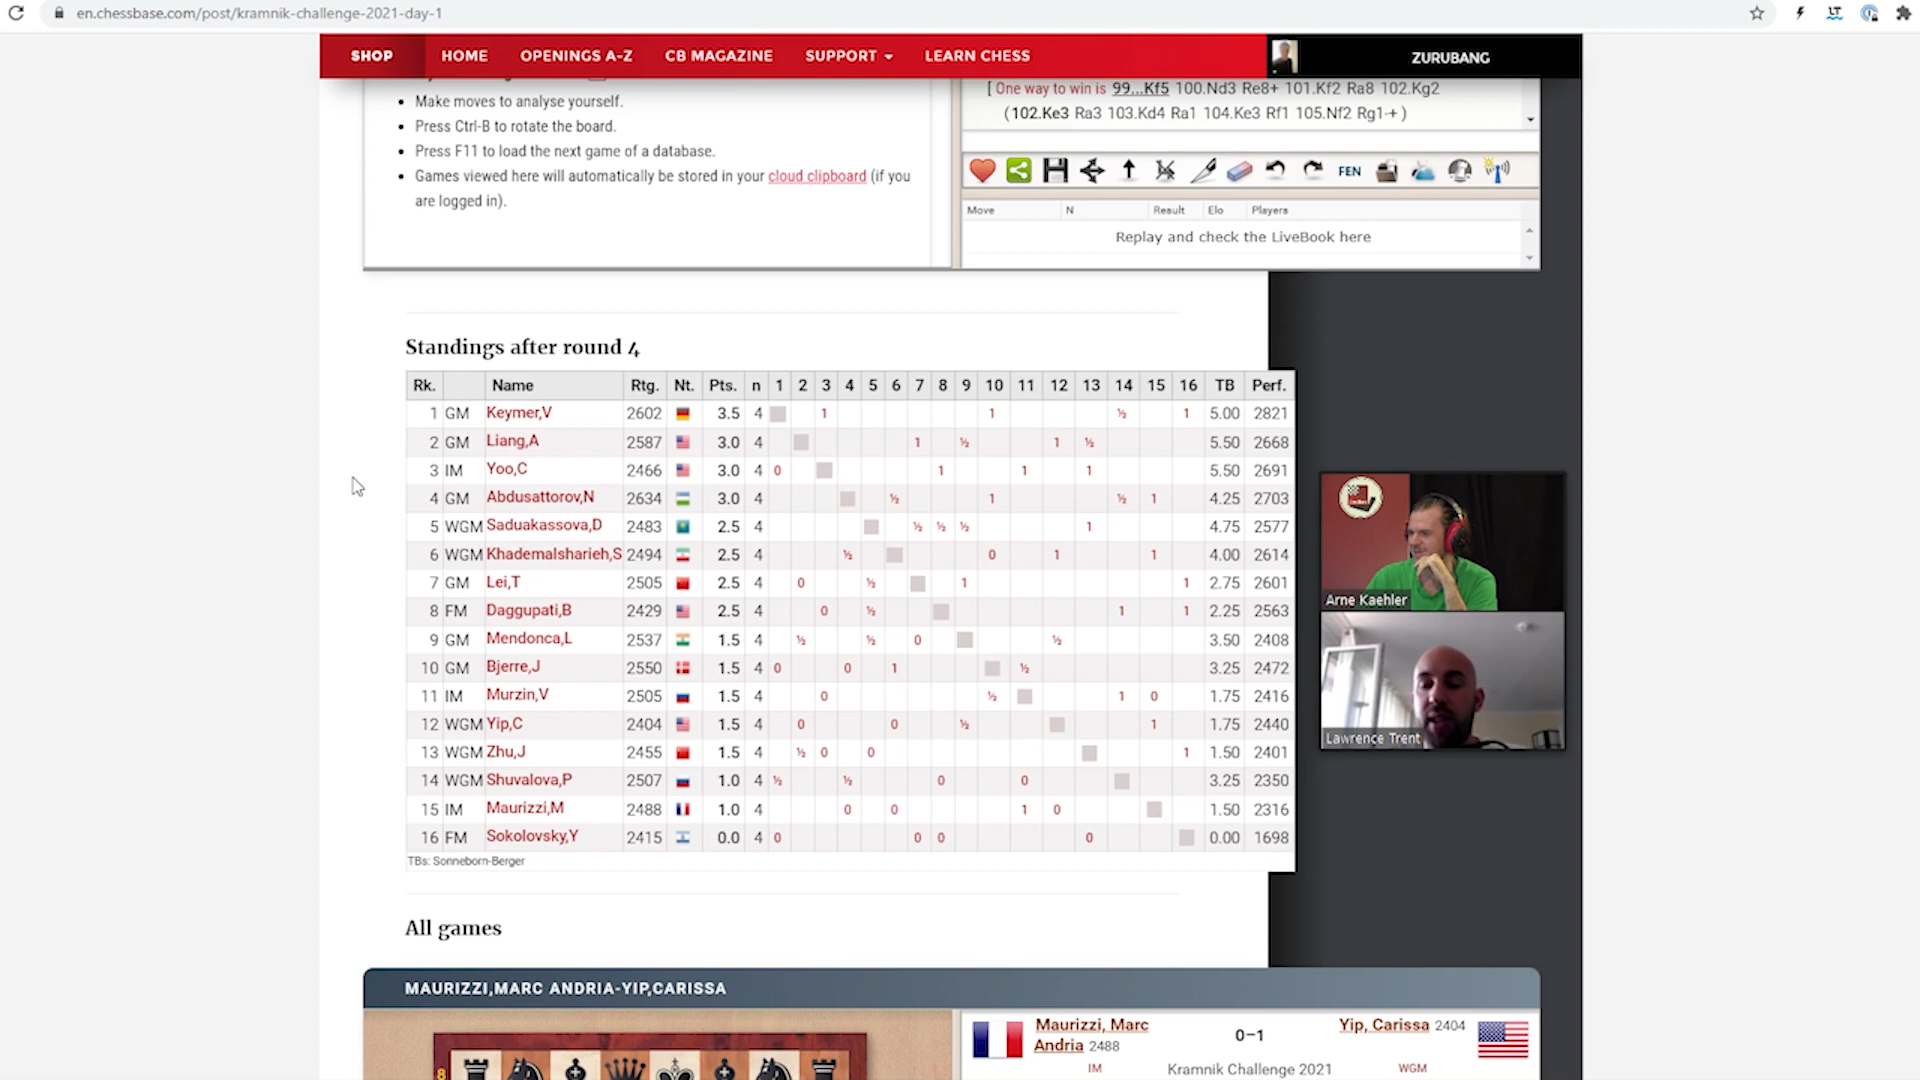 en.chessbase.com/post/kramnik-challenge-2021-day-1
SHOP HOME OPENINGS A-Z CB MAGAZINE SUPPORT LEARN CHESS ZURUBANG
Make moves to analyse yourself.
Press Ctrl-B to rotate the board.
Press F11 to load the next game of a database.
Games viewed here will automatically be stored in your cloud clipboard (if you
are logged in).
[ One way to win is 99...Kf5 100.Nd3 Re8+ 101.Kf2 Ra8 102.Kg2
(102.Ke3 Ra3 103.Kd4 Ra1 104.Ke3 Rf1 105.Nf2 Rg1-+ )
FEN
Move N Result Elo Players
Replay and check the LiveBook here
Standings after round 4
Rk. Name Rtg. Nt. Pts. n 1 2 3 4 5 6 7 8 9 10 11 12 13 14 15 16 TB Perf.
1 GM Keymer,V 2602 3.5 4 1 1 ½ 1 5.00 2821
2 GM Liang,A 2587 3.0 4 1 ½ 1 ½ 5.50 2668
3 IM Yoo,C 2466 3.0 4 0 1 1 1 5.50 2691
4 GM Abdusattorov,N 2634 3.0 4 ½ 1 ½ 1 4.25 2703
5 WGM Saduakassova,D 2483 2.5 4 ½ ½ ½ 1 4.75 2577
6 WGM Khademalsharieh,S 2494 2.5 4 ½ 0 1 1 4.00 2614
7 GM Lei,T 2505 2.5 4 0 ½ 1 1 2.75 2601
8 FM Daggupati,B 2429 2.5 4 0 ½ 1 1 2.25 2563
9 GM Mendonca,L 2537 1.5 4 ½ ½ 0 ½ 3.50 2408
10 GM Bjerre,J 2550 1.5 4 0 0 1 ½ 3.25 2472
11 IM Murzin,V 2505 1.5 4 0 ½ 1 0 1.75 2416
12 WGM Yip,C 2404 1.5 4 0 0 ½ 1 1.75 2440
13 WGM Zhu,J 2455 1.5 4 ½ 0 0 1 1.50 2401
14 WGM Shuvalova,P 2507 1.0 4 ½ ½ 0 0 3.25 2350
15 IM Maurizzi,M 2488 1.0 4 0 0 1 0 1.50 2316
16 FM Sokolovsky,Y 2415 0.0 4 0 0 0 0 0.00 1698
TBs: Sonneborn-Berger
Arne Kaehler
Lawrence Trent
All games
MAURIZZI,MARC ANDRIA-YIP,CARISSA
8
Maurizzi, Marc
Andria 2488
IM
0–1
Kramnik Challenge 2021
Yip, Carissa 2404
WGM